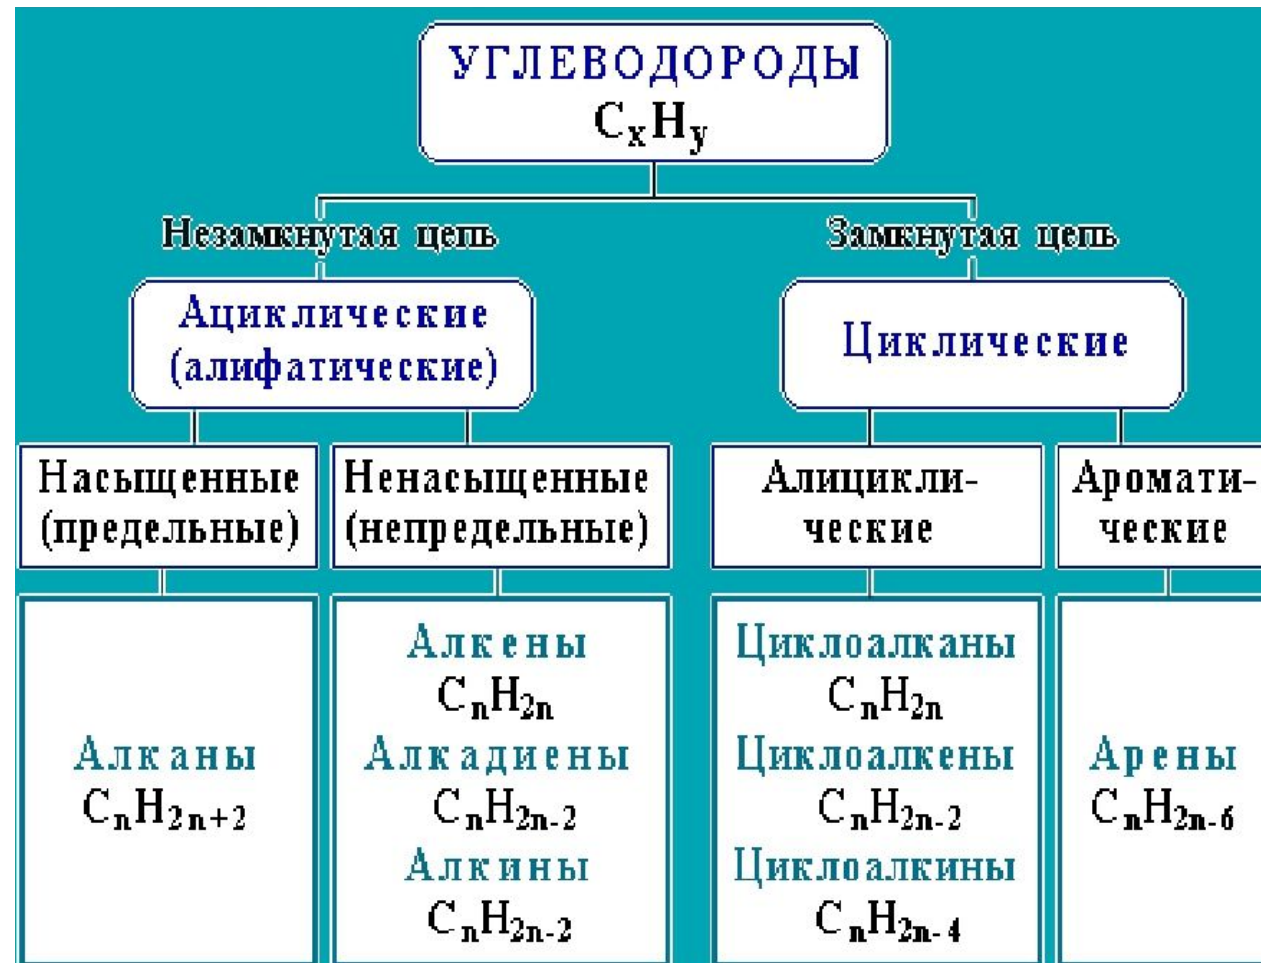 УГЛЕВОДОРОДЫ
CxHy
Незамкнутая цепь
Замкнутая цепь
Ациклические
(алифатические)
Циклические
Насыщенные
(предельные)
Ненасыщенные
(непредельные)
Алицикли-
ческие
Аромати-
ческие
Алканы
CnH2n+2
Алкены
CnH2n
Алкадиены
CnH2n-2
Алкины
CnH2n-2
Циклоалканы
CnH2n
Циклоалкены
CnH2n-2
Циклоалкины
CnH2n-4
Арены
CnH2n-6